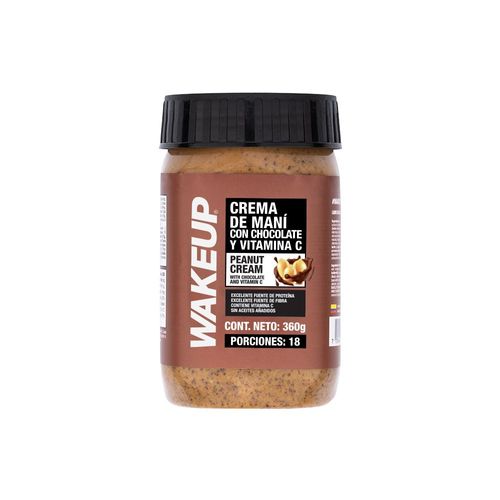 WAKEUP®
CREMA
DE MANÍ
CON CHOCOLATE
Y VITAMINA C
PEANUT
CREAM
WITH CHOCOLATE
AND VITAMIN C
EXCELENTE FUENTE DE PROTEÍNA
EXCELENTE FUENTE DE FIBRA
CONTIENE VITAMINA C
SIN ACEITES AÑADIDOS
CONT. NETO: 360g
PORCIONES: 18